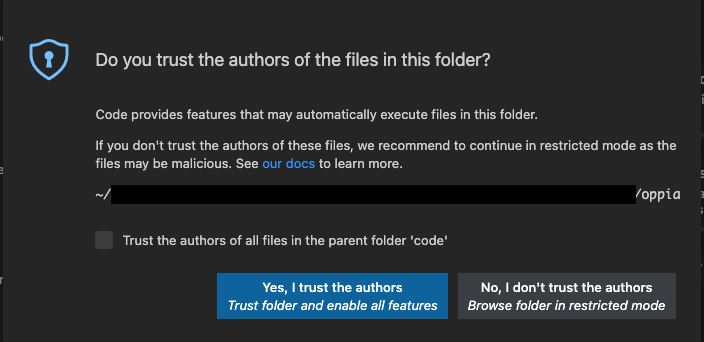 Do you trust the authors of the files in this folder?
Code provides features that may automatically execute files in this folder.
If you don't trust the authors of these files, we recommend to continue in restricted mode as the
files may be malicious. See our docs to learn more.
~/ /oppia
Trust the authors of all files in the parent folder 'code'
Yes, I trust the authors
Trust folder and enable all features
No, I don't trust the authors
Browse folder in restricted mode